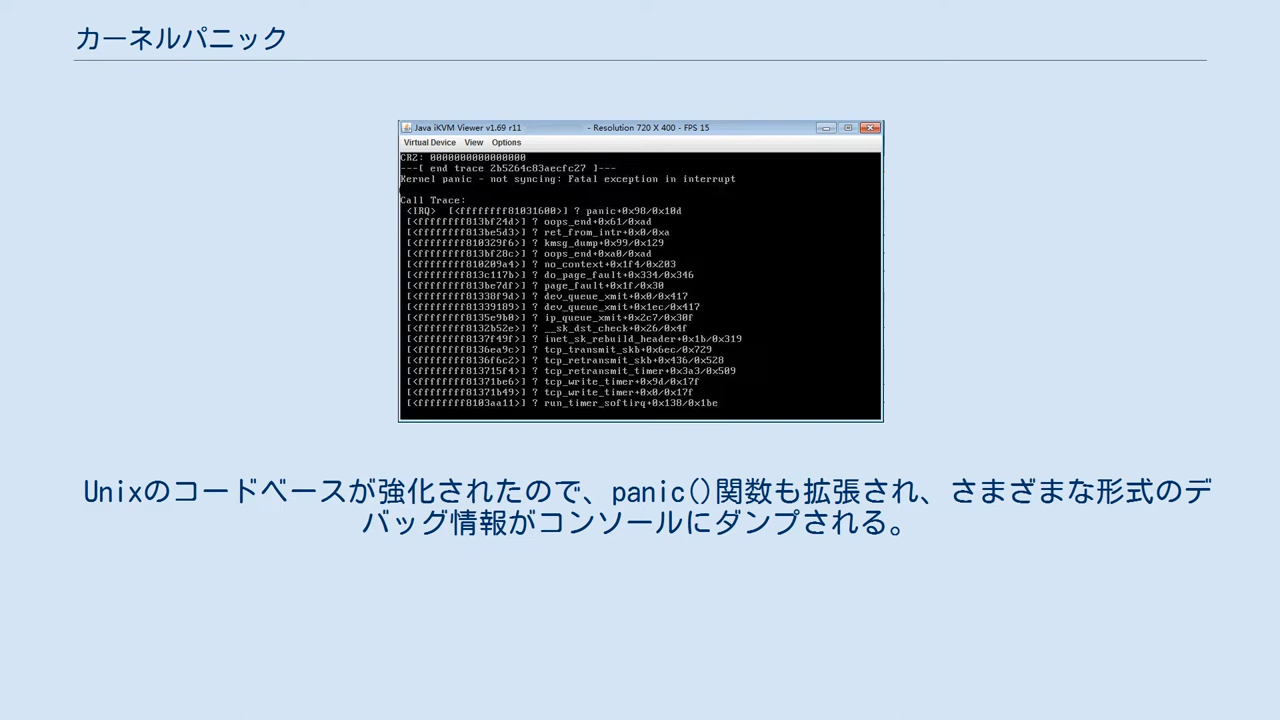 カーネルパニック
Java iKVM Viewer v1.69 r11 - Resolution 720 X 400 - FPS 15
Virtual Device View Options
CR2: 0000000000000000
---[ end trace 2b5264c83aecfc27 ]---
Kernel panic - not syncing: Fatal exception in interrupt
Call Trace:
<IRQ> [<ffffffff81031600>] ? panic+0x98/0x10d
[<ffffffff813bf24d>] ? oops_end+0x61/0xad
[<ffffffff813be5d3>] ? ret_from_intr+0x0/0xa
[<ffffffff810329f6>] ? kmsg_dump+0x99/0x129
[<ffffffff813bf28c>] ? oops_end+0xa0/0xad
[<ffffffff810209a4>] ? no_context+0x1f4/0x203
[<ffffffff813c117b>] ? do_page_fault+0x334/0x346
[<ffffffff813be7df>] ? page_fault+0x1f/0x30
[<ffffffff81338f9d>] ? dev_queue_xmit+0x0/0x417
[<ffffffff81339189>] ? dev_queue_xmit+0x1ec/0x417
[<ffffffff8135e9b0>] ? ip_queue_xmit+0x2c7/0x30f
[<ffffffff8132b52e>] ? __sk_dst_check+0x26/0x4f
[<ffffffff8137f49f>] ? inet_sk_rebuild_header+0x1b/0x319
[<ffffffff8136ea9c>] ? tcp_transmit_skb+0x6ec/0x729
[<ffffffff8136f6c2>] ? tcp_retransmit_skb+0x436/0x528
[<ffffffff813715f4>] ? tcp_retransmit_timer+0x3a3/0x509
[<ffffffff81371be6>] ? tcp_write_timer+0x9d/0x17f
[<ffffffff81371b49>] ? tcp_write_timer+0x0/0x17f
[<ffffffff8103aa11>] ? run_timer_softirq+0x138/0x1be
Unixのコードベースが強化されたので、panic()関数も拡張され、さまざまな形式のデ
バッグ情報がコンソールにダンプされる。